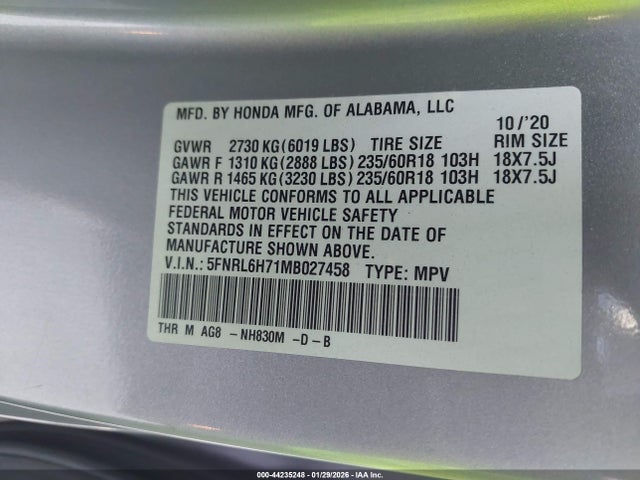 MFD. BY HONDA MFG. OF ALABAMA, LLC
10/'20
GVWR 2730 KG(6019 LBS) TIRE SIZE RIM SIZE
GAWR F 1310 KG(2888 LBS) 235/60R18 103H 18X7.5J
GAWR R 1465 KG(3230 LBS) 235/60R18 103H 18X7.5J
THIS VEHICLE CONFORMS TO ALL APPLICABLE
FEDERAL MOTOR VEHICLE SAFETY
STANDARDS IN EFFECT ON THE DATE OF
MANUFACTURE SHOWN ABOVE.
V.I.N.: 5FNRL6H71MB027458 TYPE: MPV
THR M AG8 -NH830M -D-B
000-44235248 - 01/29/2026 - IAA Inc.